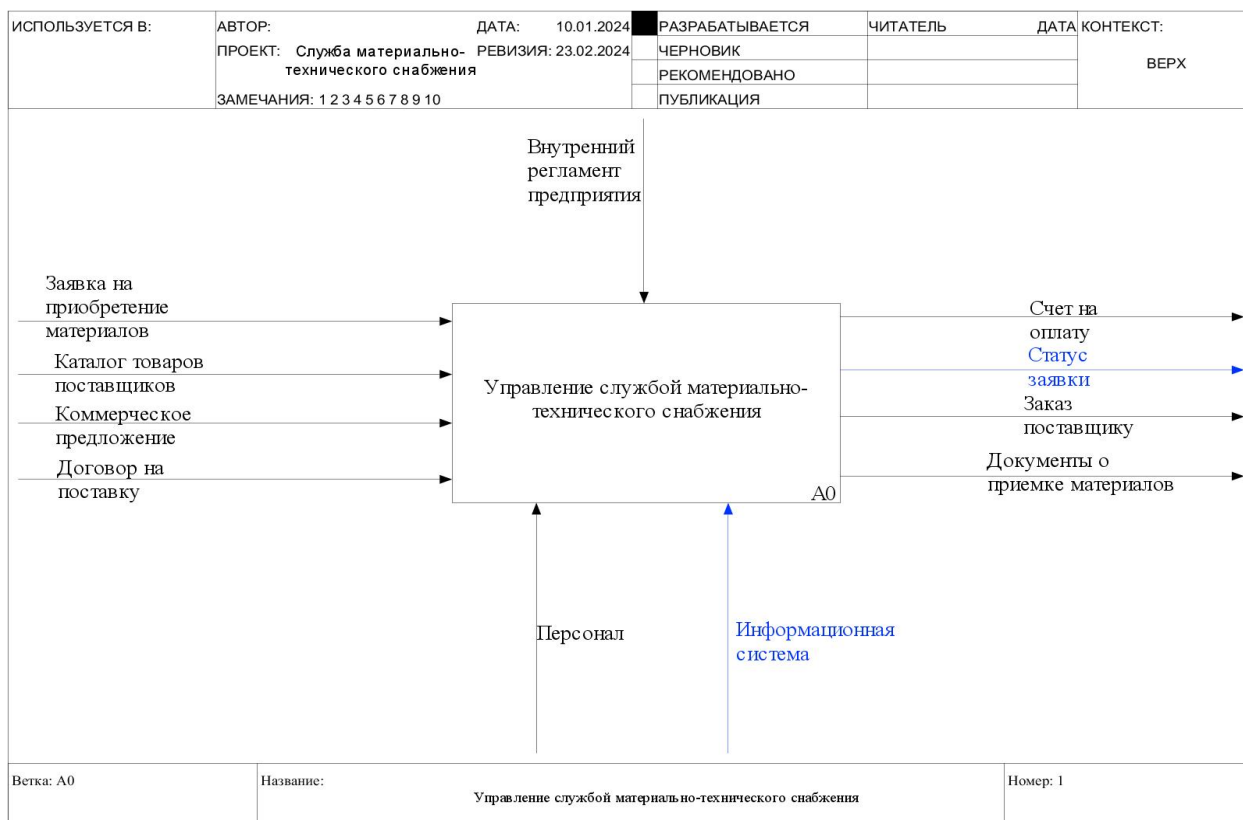 ИСПОЛЬЗУЕТСЯ В:
АВТОР:
ДАТА: 10.01.2024
РАЗРАБАТЫВАЕТСЯ
ЧИТАТЕЛЬ
ДАТА
КОНТЕКСТ:
ПРОЕКТ: Служба материально-
технического снабжения
РЕВИЗИЯ: 23.02.2024
ЧЕРНОВИК
ВЕРХ
РЕКОМЕНДОВАНО
ЗАМЕЧАНИЯ: 1 2 3 4 5 6 7 8 9 10
ПУБЛИКАЦИЯ
Внутренний
регламент
предприятия
Заявка на
приобретение
материалов
Каталог товаров
поставщиков
Коммерческое
предложение
Договор на
поставку
Управление службой материально-
технического снабжения
A0
Счет на
оплату
Статус
заявки
Заказ
поставщику
Документы о
приемке материалов
Персонал
Информационная
система
Ветка: A0
Название:
Управление службой материально-технического снабжения
Номер: 1